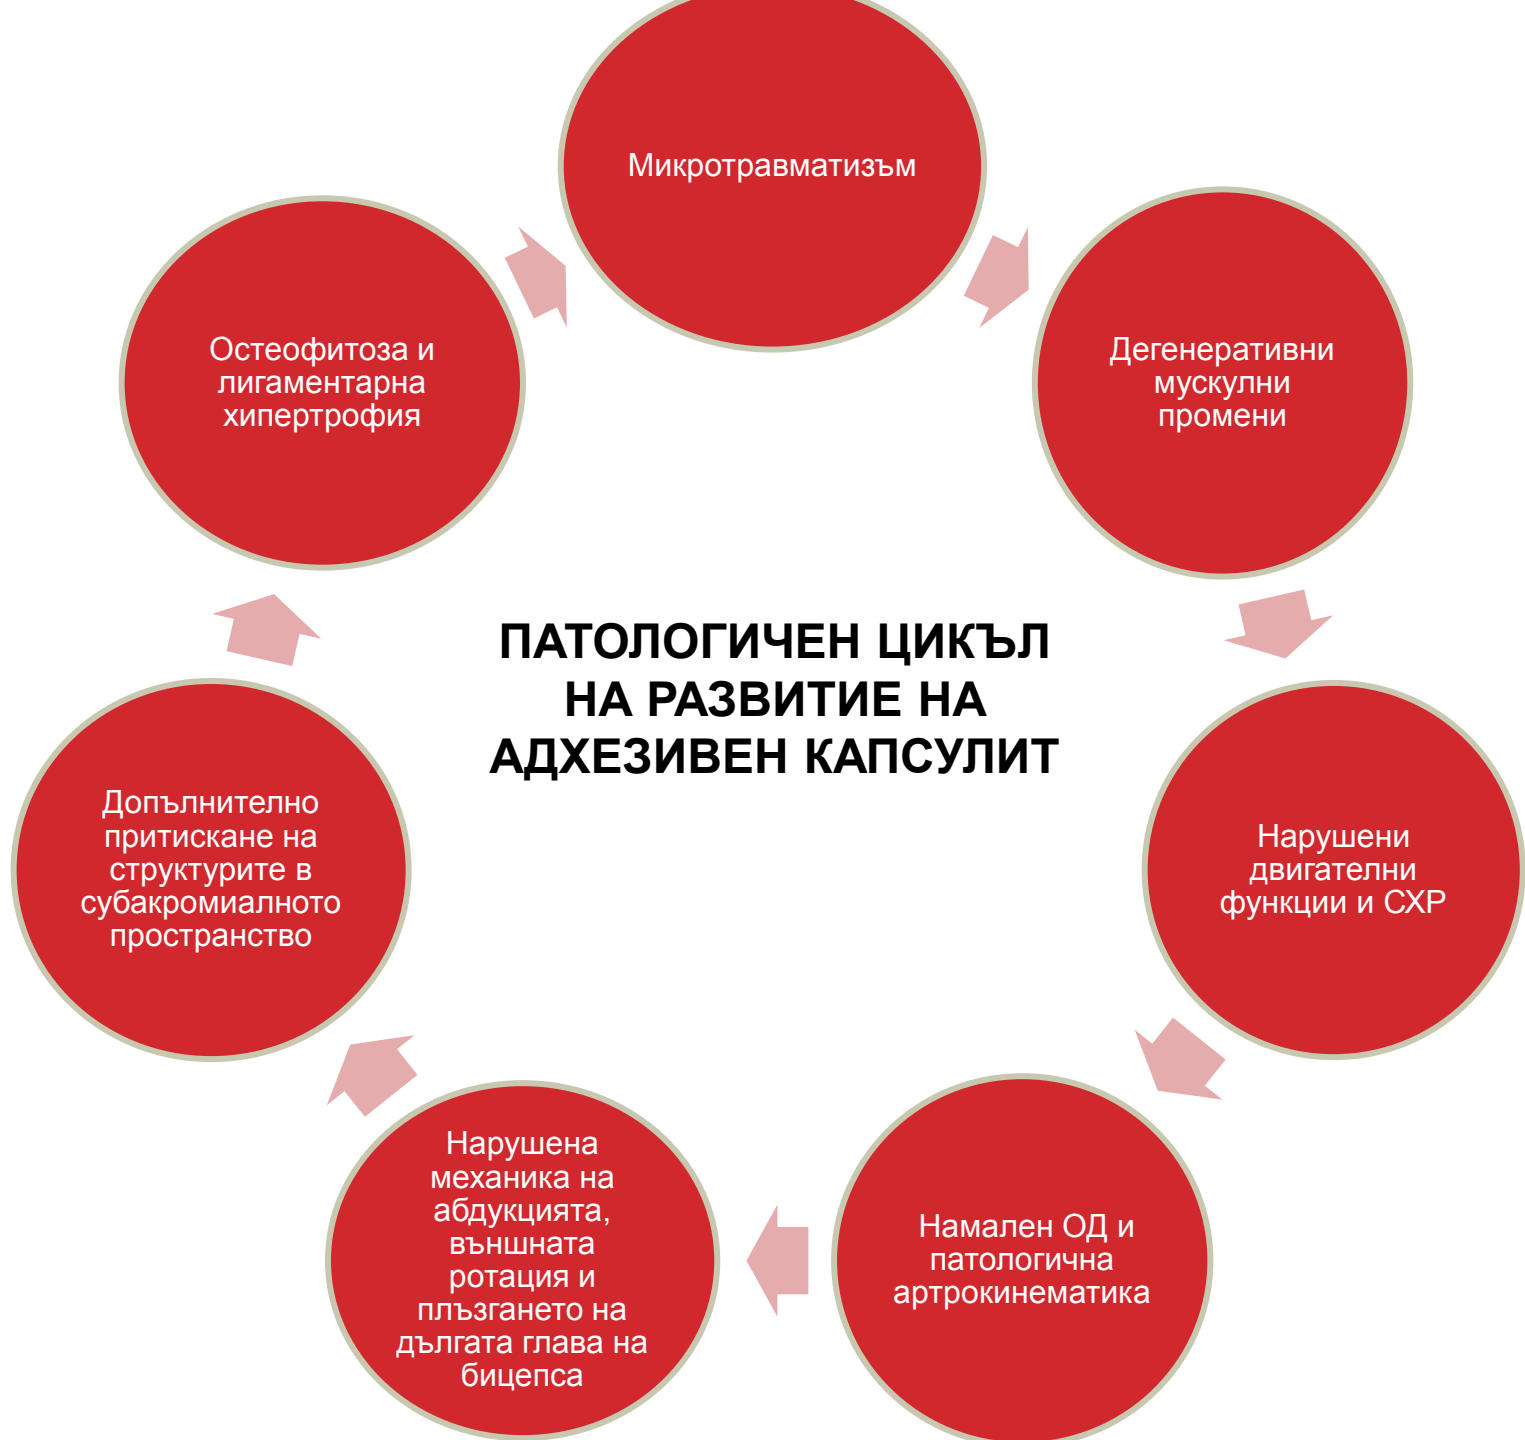 Микротравматизъм
Дегенеративни
мускулни
промени
Нарушени
двигателни
функции и СХР
Намален ОД и
патологична
артрокинематика
Нарушена
механика на
абдукцията,
външната
ротация и
плъзгането на
дългата глава на
бицепса
Допълнително
притискане на
структурите в
субакромиалното
пространство
Остеофитоза и
лигаментарна
хипертрофия
ПАТОЛОГИЧЕН ЦИКЪЛ
НА РАЗВИТИЕ НА
АДХЕЗИВЕН КАПСУЛИТ